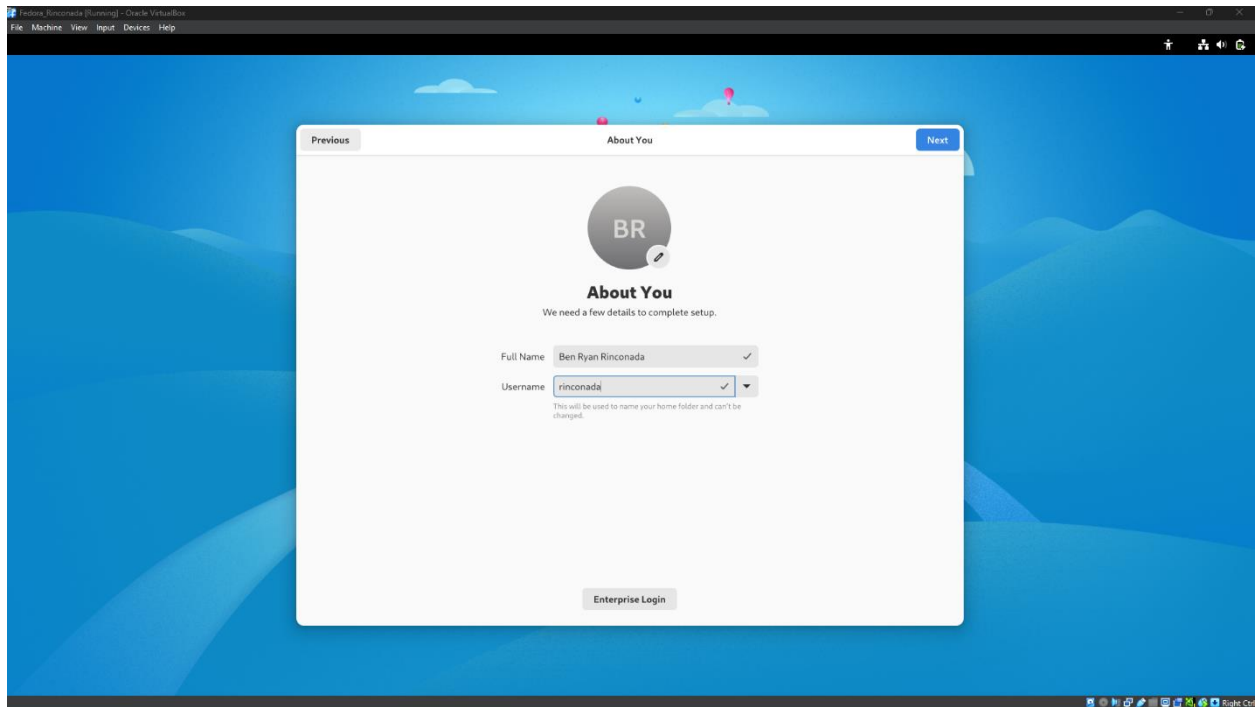 Fedora_Rinconada [Running] - Oracle VirtualBox
File Machine View Input Devices Help
Previous
About You
Next
BR
About You
We need a few details to complete setup.
Full Name Ben Ryan Rinconada
Username rinconada
This will be used to name your home folder and can't be
changed.
Enterprise Login
Right Ctrl